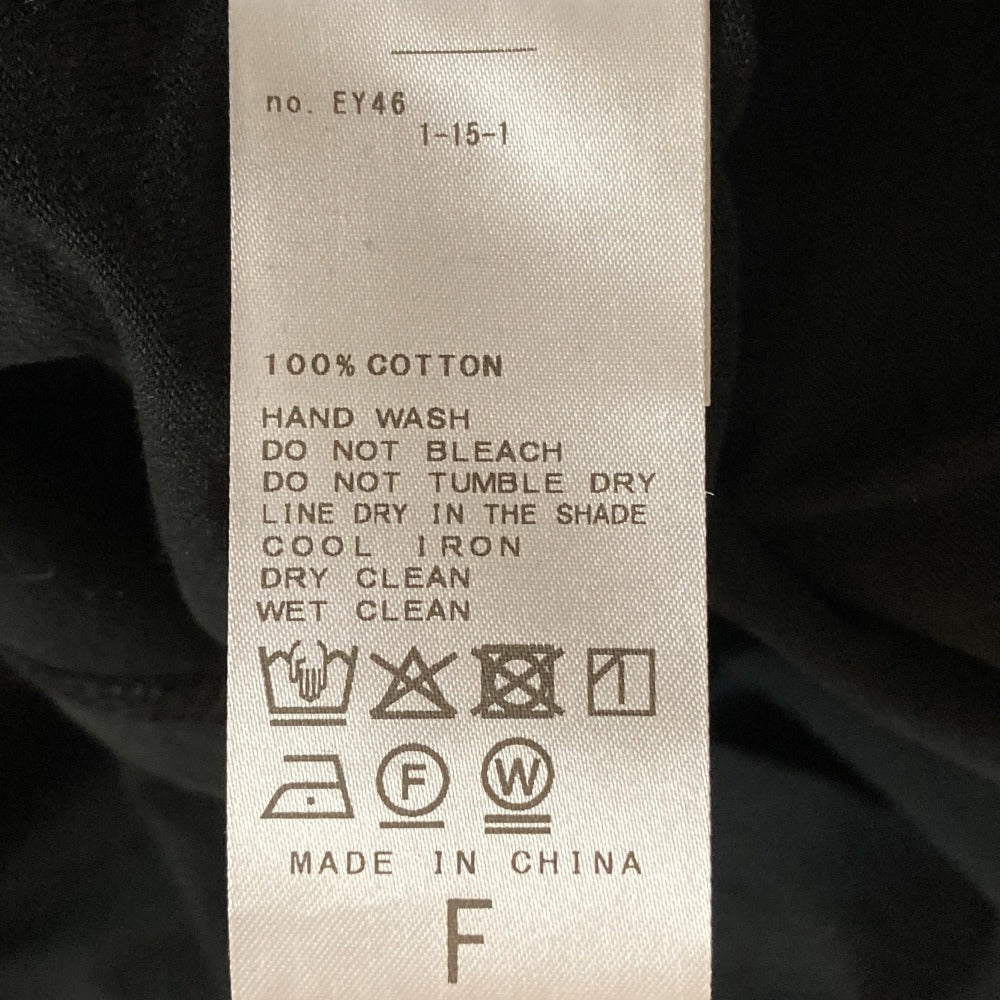 no. EY46
1-15-1
100% COTTON
HAND WASH
DO NOT BLEACH
DO NOT TUMBLE DRY
LINE DRY IN THE SHADE
COOL IRON
DRY CLEAN
WET CLEAN
F W
MADE IN CHINA
F